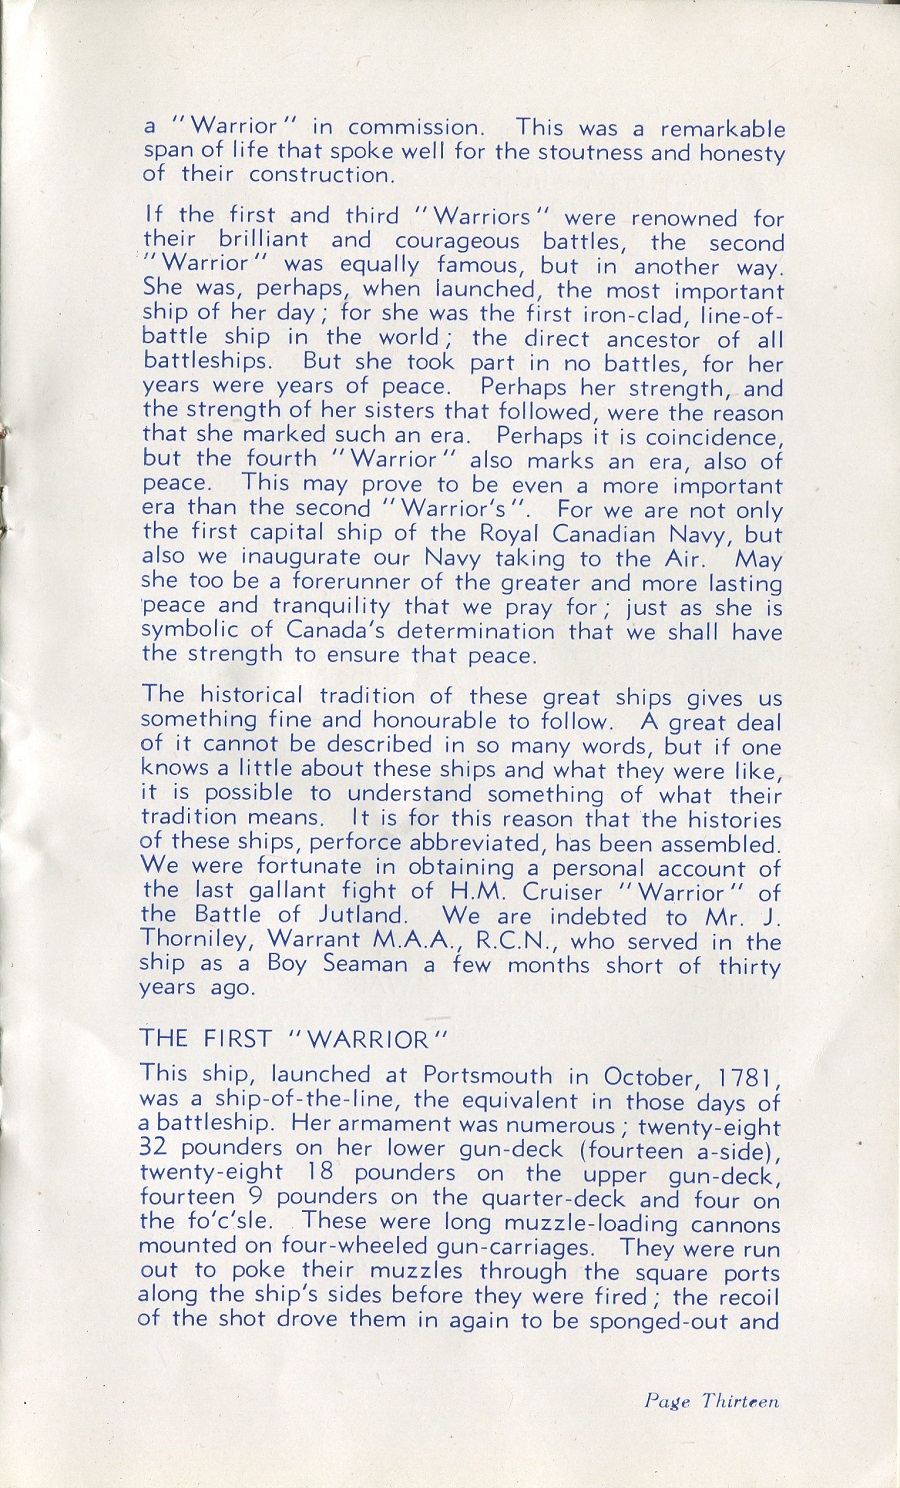 a "Warrior" in commission. This was a remarkable
span of life that spoke well for the stoutness and honesty
of their construction.
If the first and third "Warriors" were renowned for
their brilliant and courageous battles, the second
"Warrior" was equally famous, but in another way.
She was, perhaps, when launched, the most important
ship of her day; for she was the first iron-clad, line-of-
battle ship in the world; the direct ancestor of all
battleships. But she took part in no battles, for her
years were years of peace. Perhaps her strength, and
the strength of her sisters that followed, were the reason
that she marked such an era. Perhaps it is coincidence,
but the fourth "Warrior" also marks an era, also of
peace. This may prove to be even a more important
era than the second "Warrior's". For we are not only
the first capital ship of the Royal Canadian Navy, but
also we inaugurate our Navy taking to the Air. May
she too be a forerunner of the greater and more lasting
peace and tranquility that we pray for; just as she is
symbolic of Canada's determination that we shall have
the strength to ensure that peace.
The historical tradition of these great ships gives us
something fine and honourable to follow. A great deal
of it cannot be described in so many words, but if one
knows a little about these ships and what they were like,
it is possible to understand something of what their
tradition means. It is for this reason that the histories
of these ships, perforce abbreviated, has been assembled.
We were fortunate in obtaining a personal account of
the last gallant fight of H.M. Cruiser "Warrior" of
the Battle of Jutland. We are indebted to Mr. J.
Thorniley, Warrant M.A.A., R.C.N., who served in the
ship as a Boy Seaman a few months short of thirty
years ago.
THE FIRST "WARRIOR"
This ship, launched at Portsmouth in October, 1781,
was a ship-of-the-line, the equivalent in those days of
a battleship. Her armament was numerous; twenty-eight
32 pounders on her lower gun-deck (fourteen a-side),
twenty-eight 18 pounders on the upper gun-deck,
fourteen 9 pounders on the quarter-deck and four on
the fo'c'sle. These were long muzzle-loading cannons
mounted on four-wheeled gun-carriages. They were run
out to poke their muzzles through the square ports
along the ship's sides before they were fired; the recoil
of the shot drove them in again to be sponged-out and
Page Thirteen